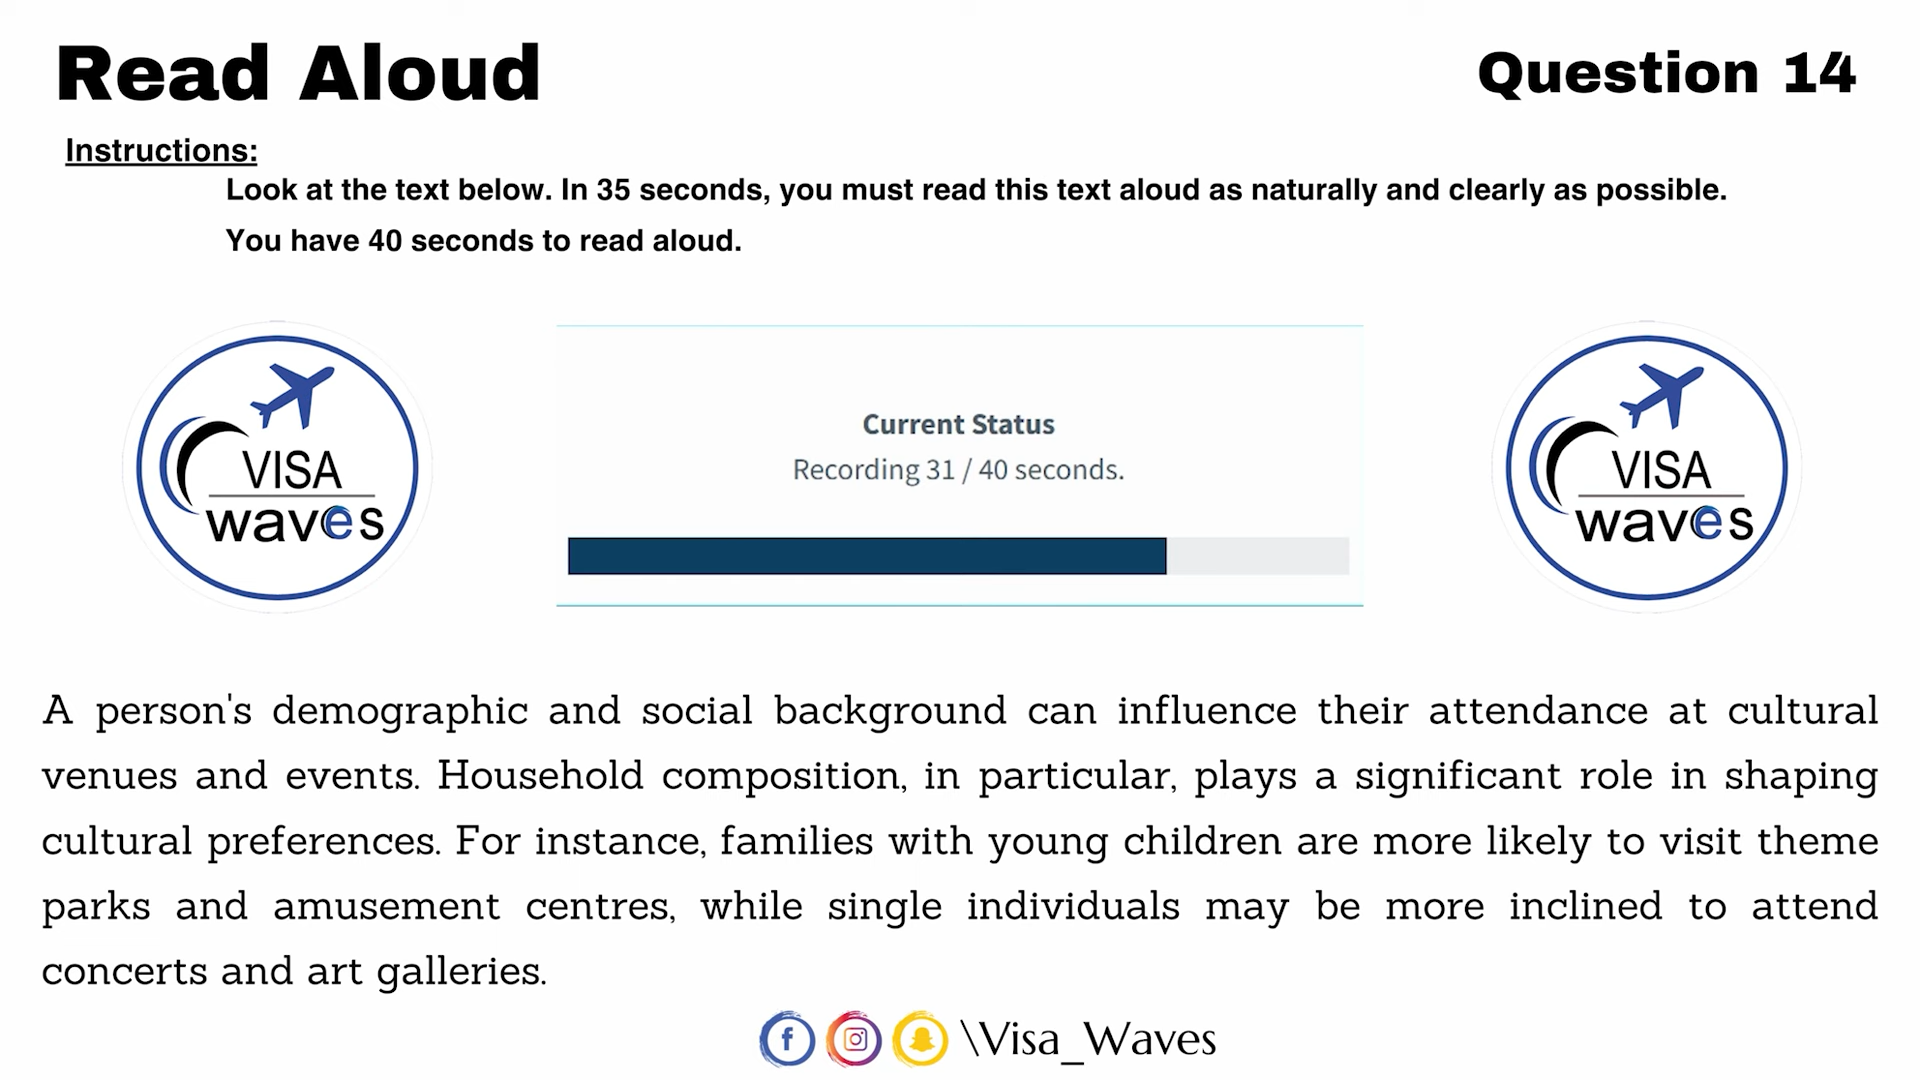 Read Aloud
Question 14
Instructions:
Look at the text below. In 35 seconds, you must read this text aloud as naturally and clearly as possible.
You have 40 seconds to read aloud.
VISA
waves
Current Status
Recording 31 / 40 seconds.
VISA
waves
A person's demographic and social background can influence their attendance at cultural
venues and events. Household composition, in particular, plays a significant role in shaping
cultural preferences. For instance, families with young children are more likely to visit theme
parks and amusement centres, while single individuals may be more inclined to attend
concerts and art galleries.
\Visa_Waves